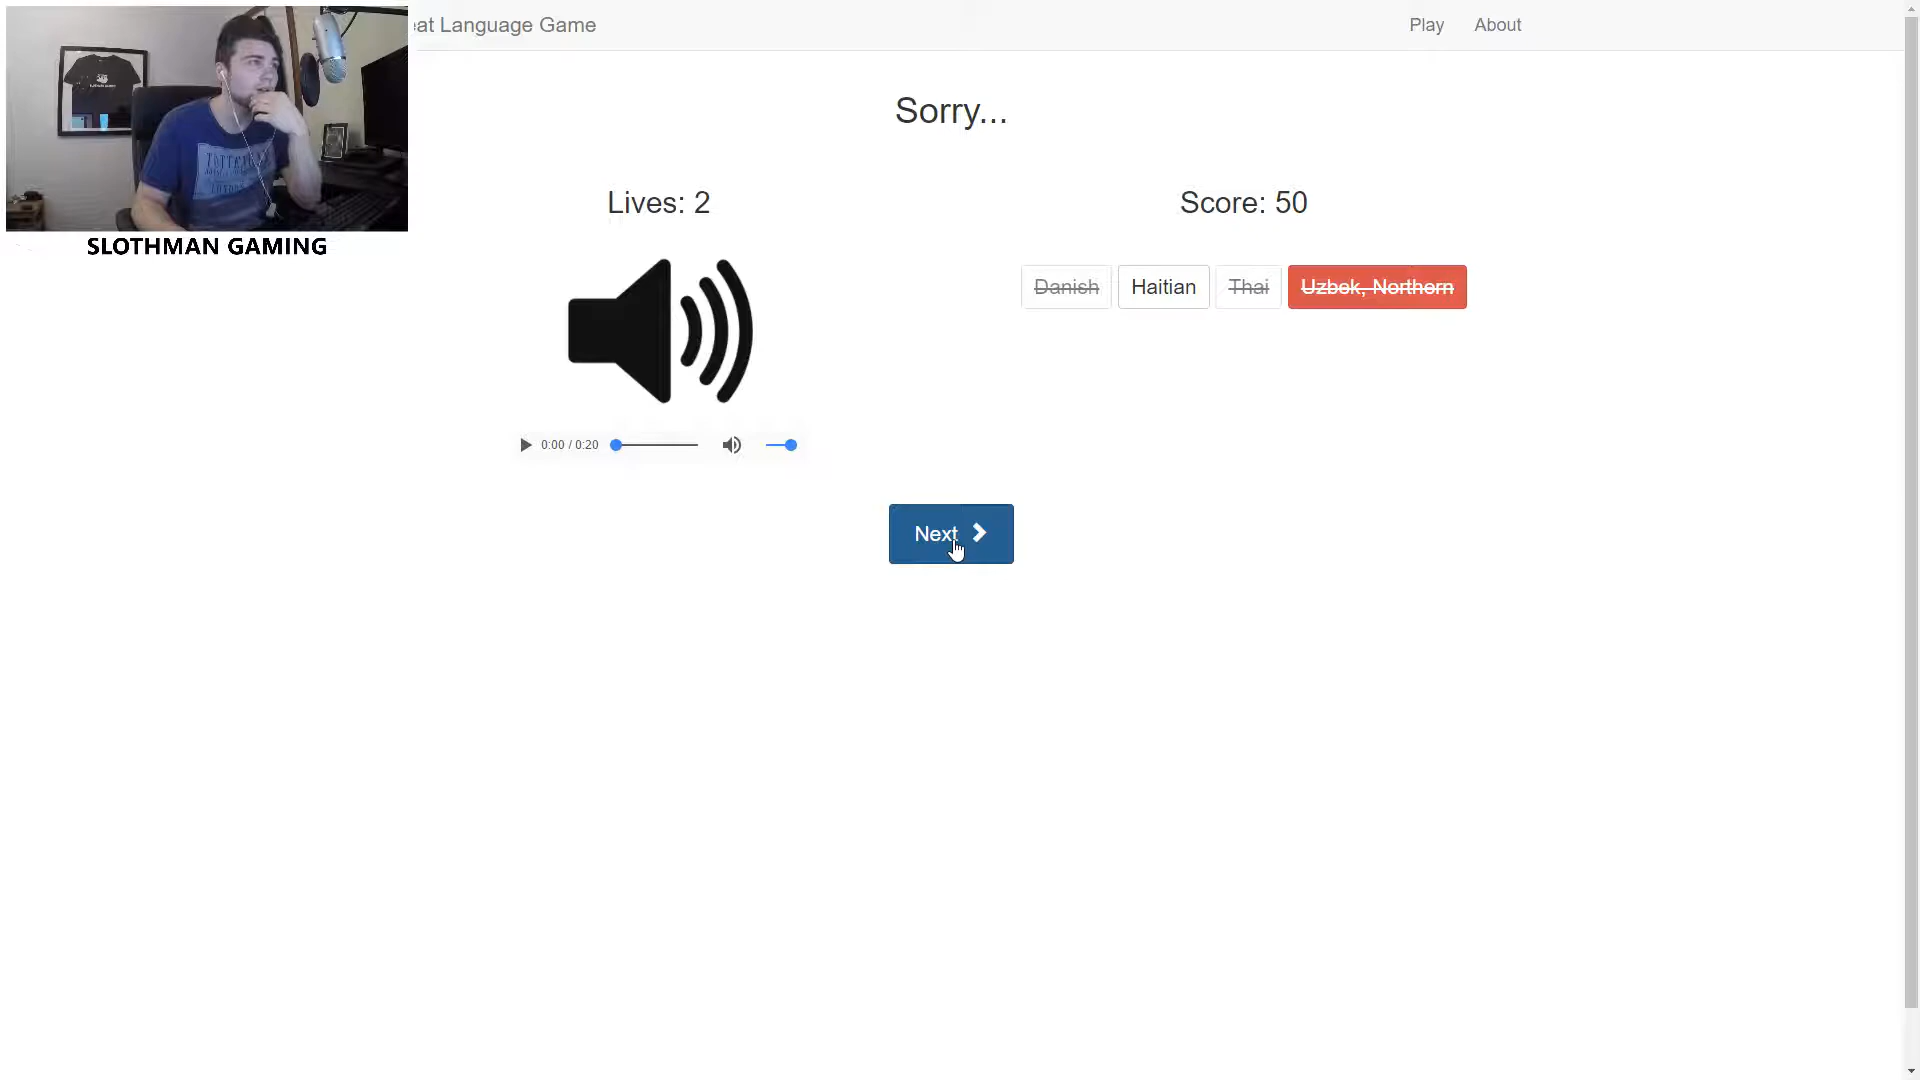 eat Language Game
Play
About
Sorry...
Lives: 2
Score: 50
Danish
Haitian
Thai
Uzbek, Northern
0:00 / 0:20
Next
SLOTHMAN GAMING